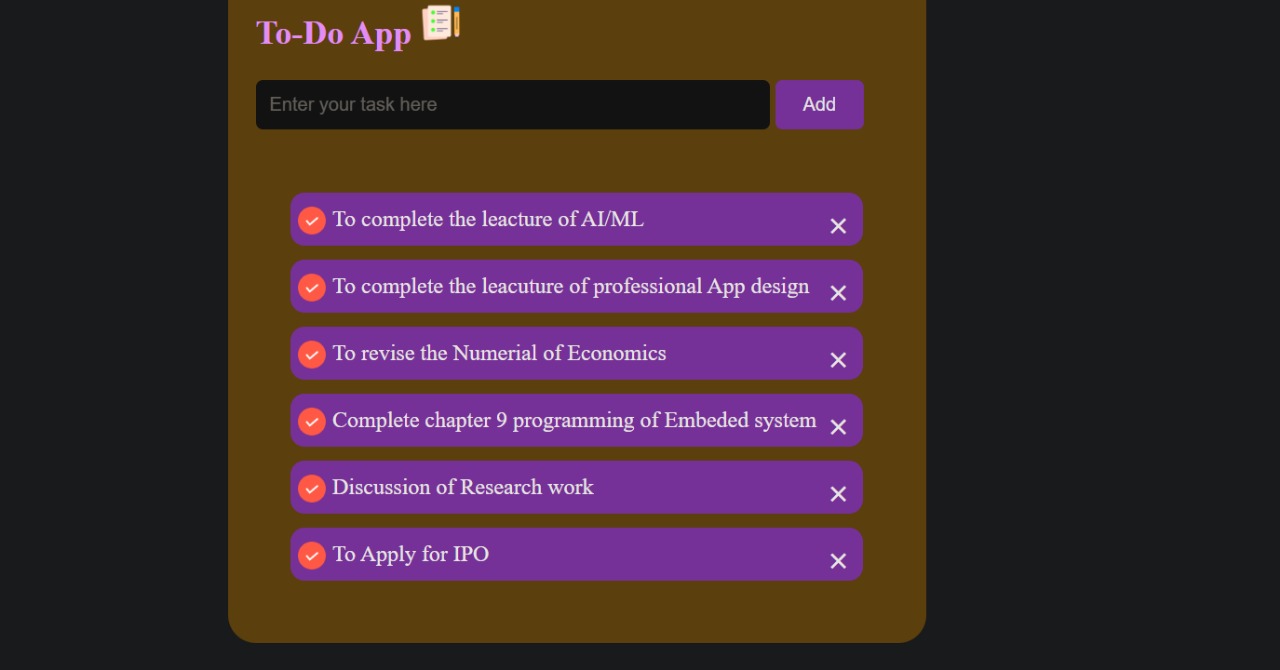 To-Do App
Enter your task here
Add
To complete the leacture of AI/ML
To complete the leacuture of professional App design
To revise the Numerial of Economics
Complete chapter 9 programming of Embeded system
Discussion of Research work
To Apply for IPO